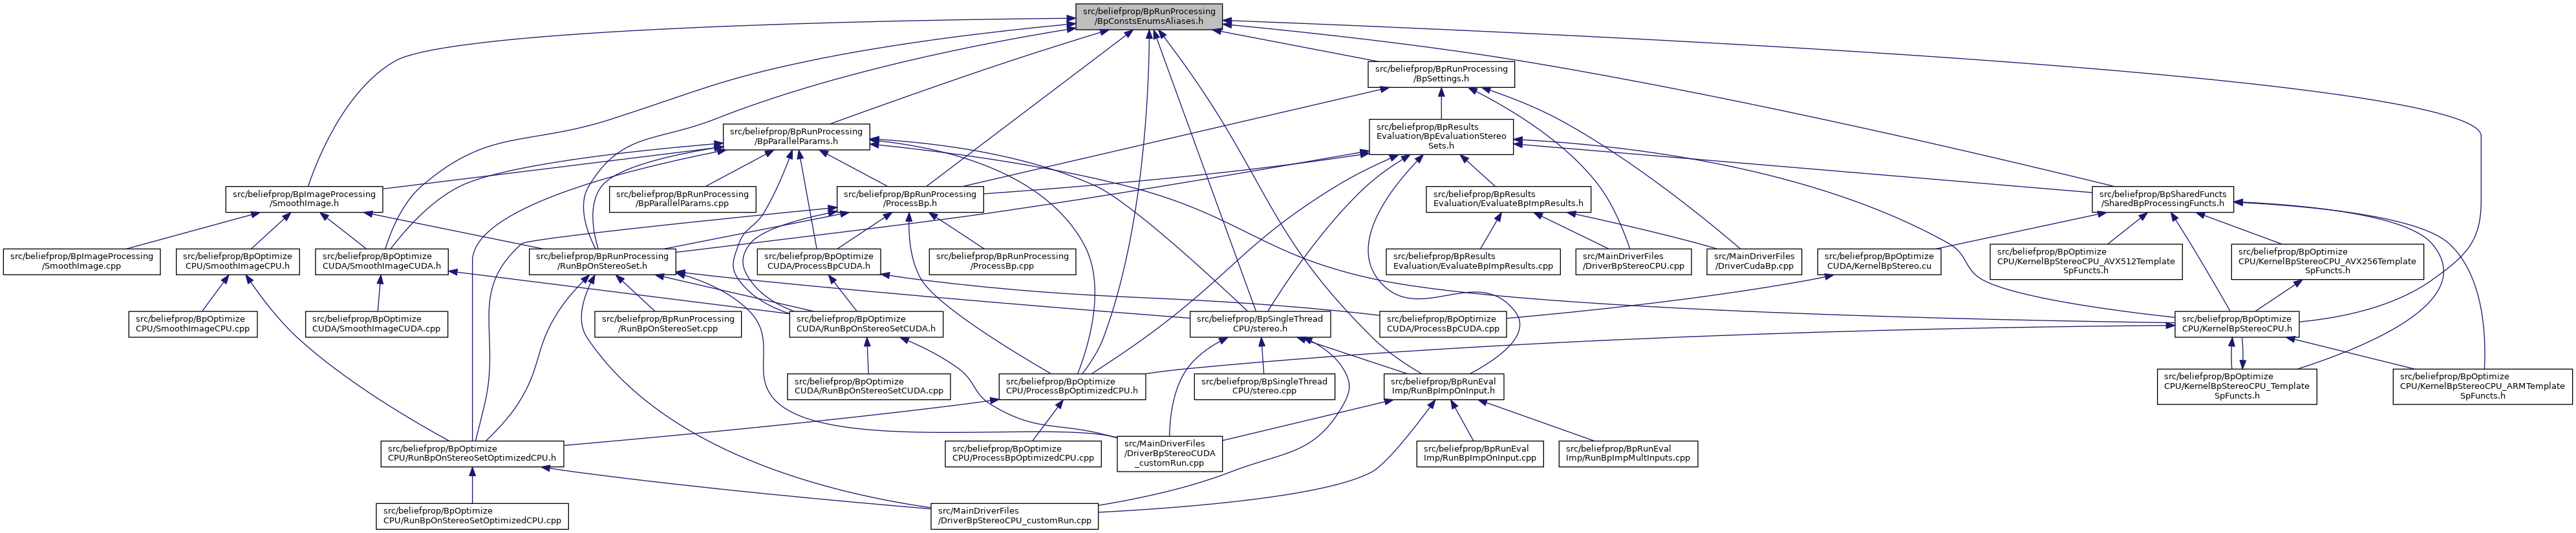 src/beliefprop/BpRunProcessing
/BpConstsEnumsAliases.h
src/beliefprop/BpRunProcessing
/BpSettings.h
src/beliefprop/BpRunProcessing
/BpParallelParams.h
src/beliefprop/BpResults
Evaluation/BpEvaluationStereo
Sets.h
src/beliefprop/BpImageProcessing
/SmoothImage.h
src/beliefprop/BpRunProcessing
/BpParallelParams.cpp
src/beliefprop/BpRunProcessing
/ProcessBp.h
src/beliefprop/BpResults
Evaluation/EvaluateBpImpResults.h
src/beliefprop/BpSharedFuncts
/SharedBpProcessingFuncts.h
src/beliefprop/BpImageProcessing
/SmoothImage.cpp
src/beliefprop/BpOptimize
CPU/SmoothImageCPU.h
src/beliefprop/BpOptimize
CUDA/SmoothImageCUDA.h
src/beliefprop/BpRunProcessing
/RunBpOnStereoSet.h
src/beliefprop/BpOptimize
CUDA/ProcessBpCUDA.h
src/beliefprop/BpRunProcessing
/ProcessBp.cpp
src/beliefprop/BpResults
Evaluation/EvaluateBpImpResults.cpp
src/MainDriverFiles
/DriverBpStereoCPU.cpp
src/MainDriverFiles
/DriverCudaBp.cpp
src/beliefprop/BpOptimize
CUDA/KernelBpStereo.cu
src/beliefprop/BpOptimize
CPU/KernelBpStereoCPU_AVX512Template
SpFuncts.h
src/beliefprop/BpOptimize
CPU/KernelBpStereoCPU_AVX256Template
SpFuncts.h
src/beliefprop/BpOptimize
CPU/SmoothImageCPU.cpp
src/beliefprop/BpOptimize
CUDA/SmoothImageCUDA.cpp
src/beliefprop/BpRunProcessing
/RunBpOnStereoSet.cpp
src/beliefprop/BpOptimize
CUDA/RunBpOnStereoSetCUDA.h
src/beliefprop/BpSingleThread
CPU/stereo.h
src/beliefprop/BpOptimize
CUDA/ProcessBpCUDA.cpp
src/beliefprop/BpOptimize
CPU/KernelBpStereoCPU.h
src/beliefprop/BpOptimize
CUDA/RunBpOnStereoSetCUDA.cpp
src/beliefprop/BpOptimize
CPU/ProcessBpOptimizedCPU.h
src/beliefprop/BpSingleThread
CPU/stereo.cpp
src/beliefprop/BpRunEval
Imp/RunBpImpOnInput.h
src/beliefprop/BpOptimize
CPU/KernelBpStereoCPU_Template
SpFuncts.h
src/beliefprop/BpOptimize
CPU/KernelBpStereoCPU_ARMTemplate
SpFuncts.h
src/beliefprop/BpOptimize
CPU/RunBpOnStereoSetOptimizedCPU.h
src/beliefprop/BpOptimize
CPU/ProcessBpOptimizedCPU.cpp
src/MainDriverFiles
/DriverBpStereoCUDA
_customRun.cpp
src/beliefprop/BpRunEval
Imp/RunBpImpOnInput.cpp
src/beliefprop/BpRunEval
Imp/RunBpImpMultInputs.cpp
src/beliefprop/BpOptimize
CPU/RunBpOnStereoSetOptimizedCPU.cpp
src/MainDriverFiles
/DriverBpStereoCPU_customRun.cpp